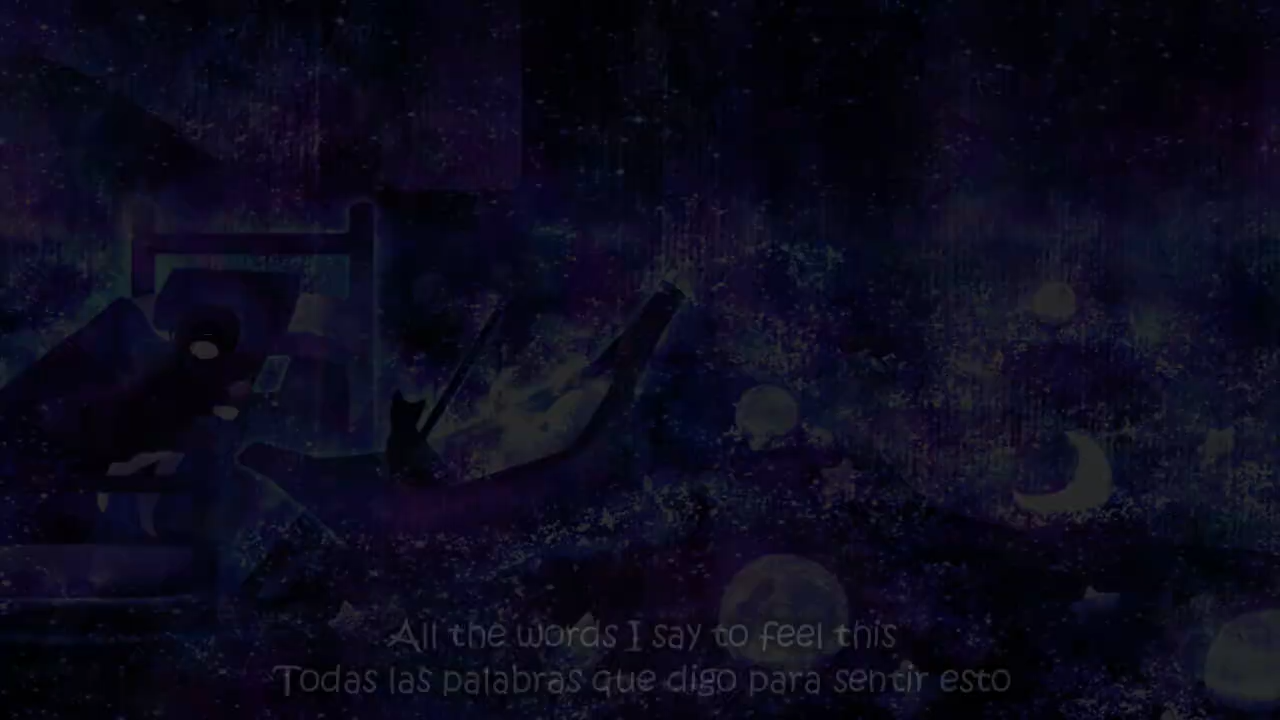 All the words I say to feel this
Todas las palabras que digo para sentir esto